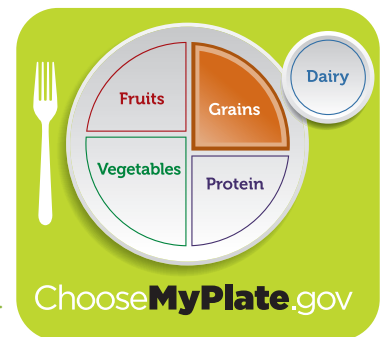 Dairy
Fruits
Grains
Vegetables
Protein
ChooseMyPlate.gov